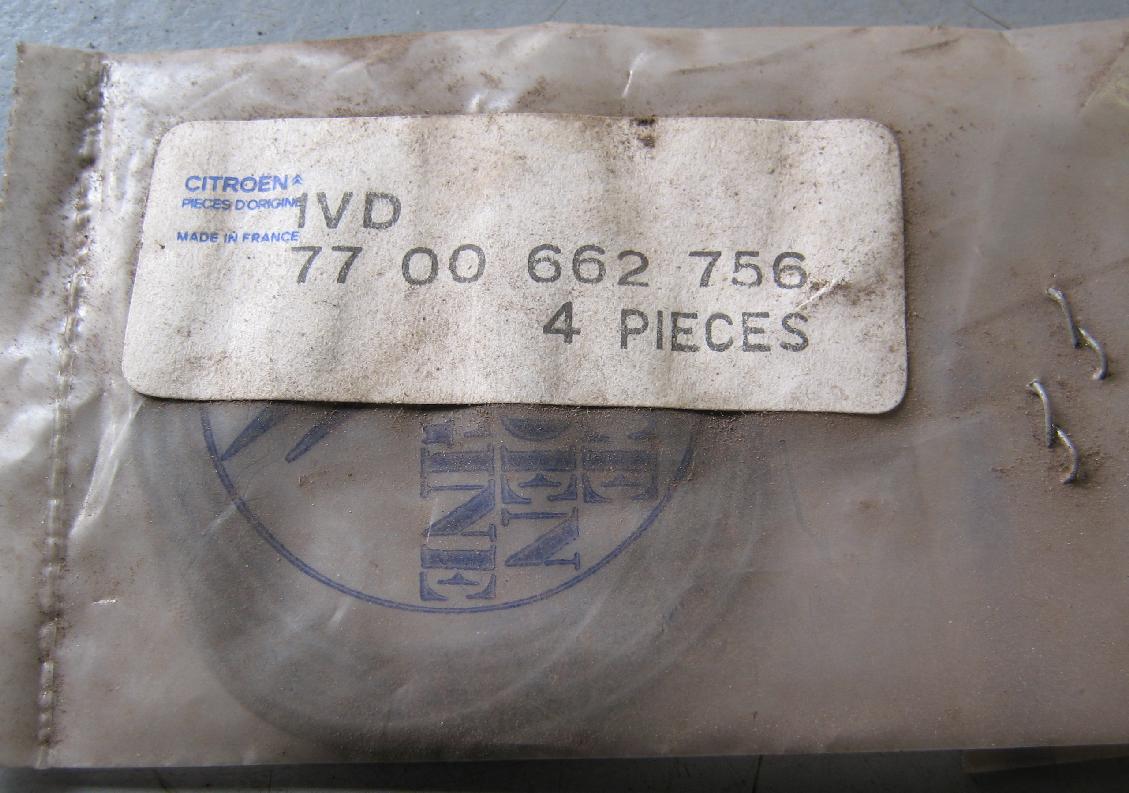 CITROËN
PIECES D'ORIGINE
1VD
MADE IN FRANCE
77 00 662 756
4 PIECES